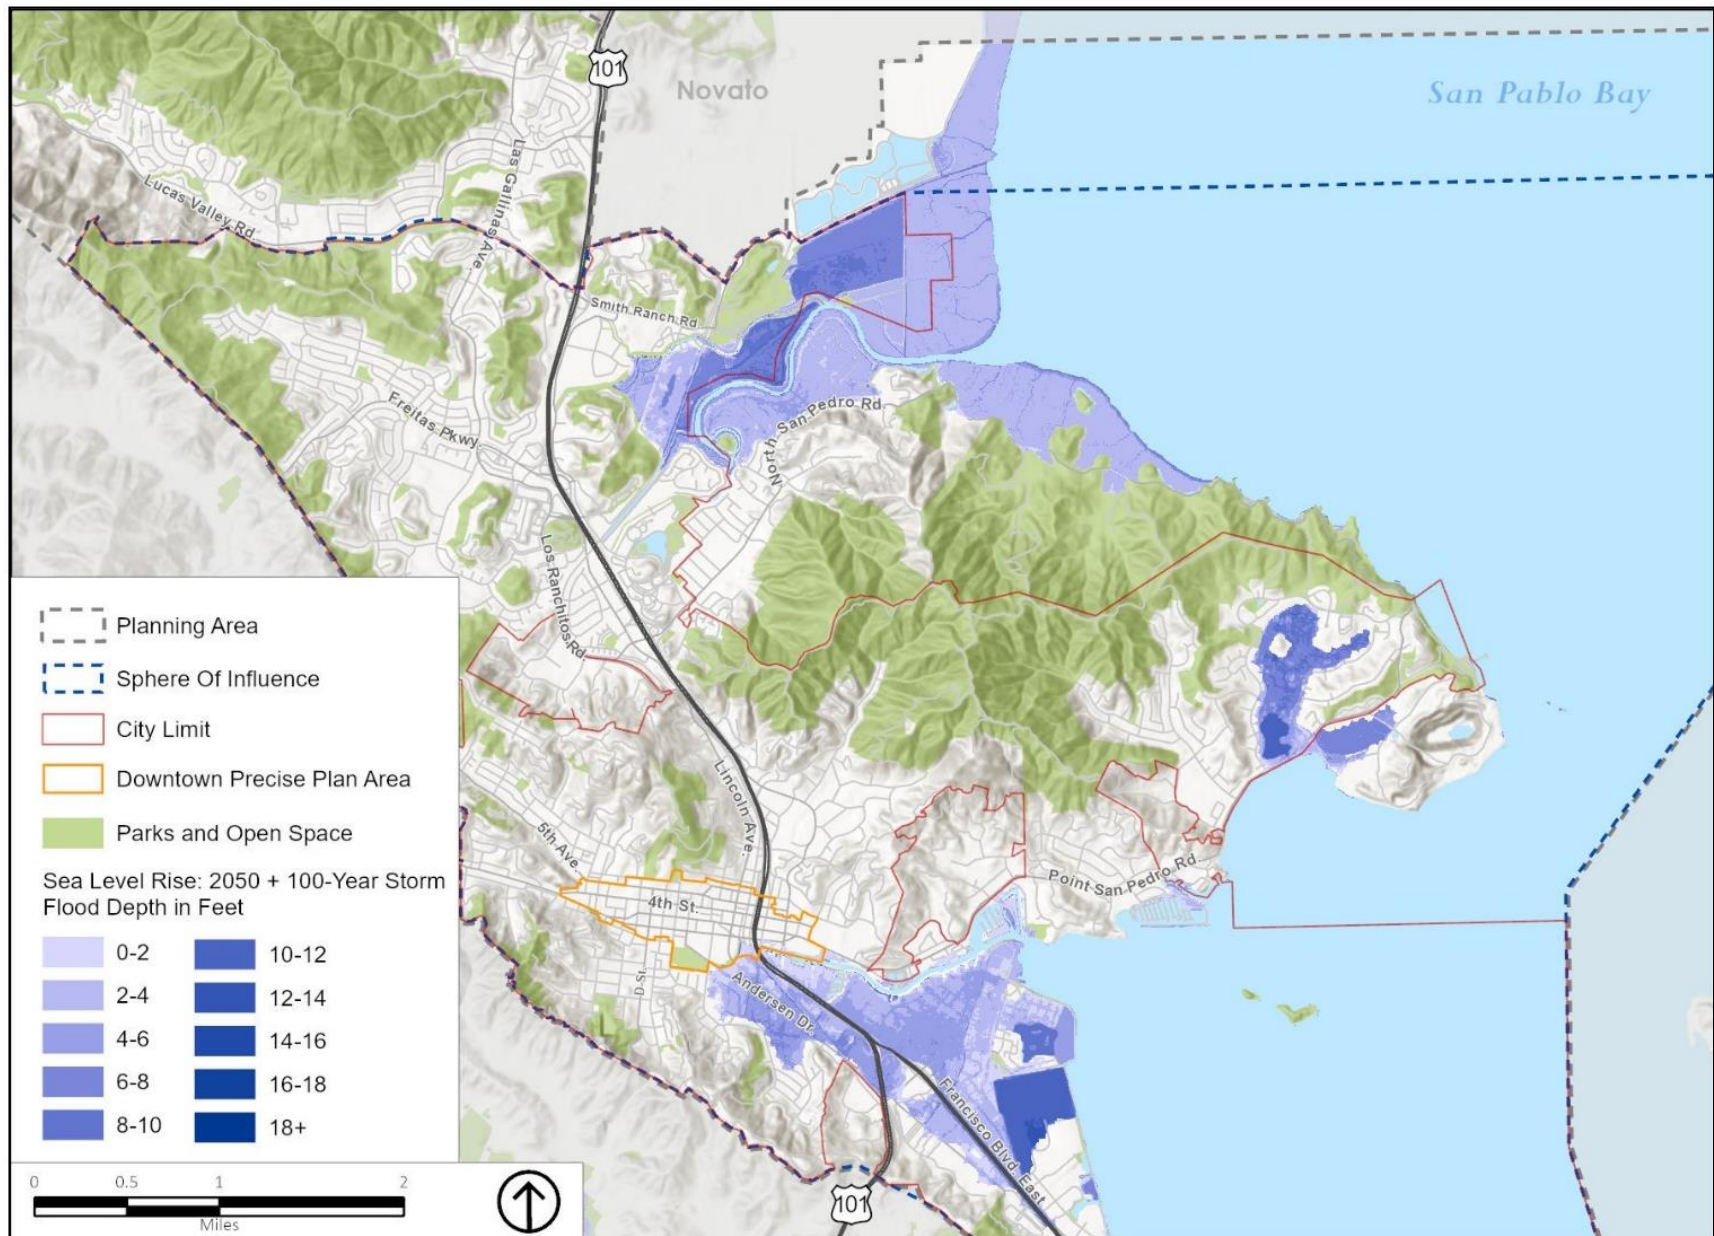 101
Novato
San Pablo Bay
Las Gallinas Ave.
Lucas Valley Rd.
Smith Ranch Rd
Freitas Pkwy.
North San Pedro Rd.
Los Ranchitos Rd
Lincoln Ave.
5th Ave.
4th St.
Point San Pedro Rd.
D St.
Andersen Dr.
Francisco Blvd. East
101
Planning Area
Sphere Of Influence
City Limit
Downtown Precise Plan Area
Parks and Open Space
Sea Level Rise: 2050 + 100-Year Storm
Flood Depth in Feet
0-2
2-4
4-6
6-8
8-10
10-12
12-14
14-16
16-18
18+
0 0.5 1 2
Miles